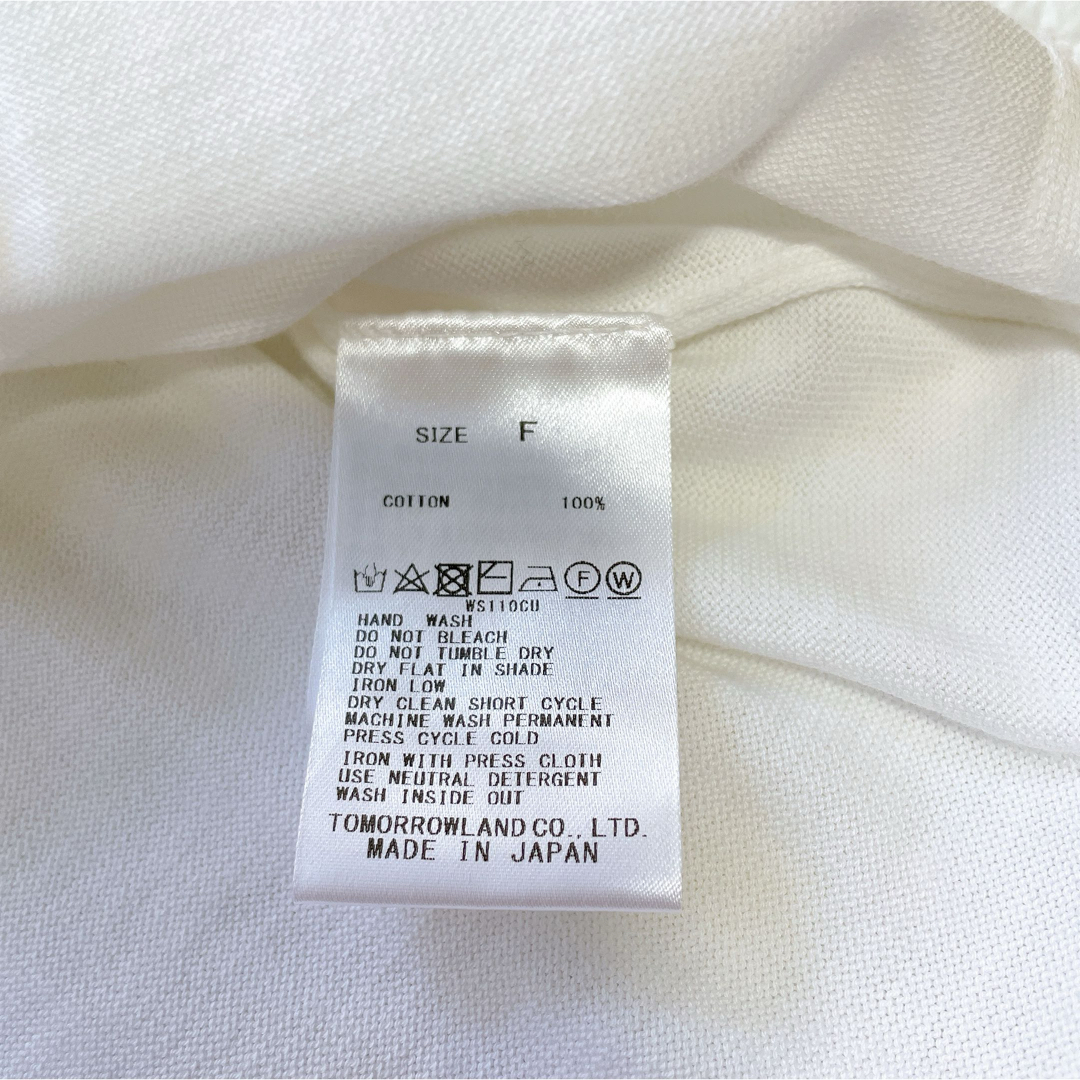 SIZE F
COTTON 100%
F W
WS110CU
HAND WASH
DO NOT BLEACH
DO NOT TUMBLE DRY
DRY FLAT IN SHADE
IRON LOW
DRY CLEAN SHORT CYCLE
MACHINE WASH PERMANENT
PRESS CYCLE COLD
IRON WITH PRESS CLOTH
USE NEUTRAL DETERGENT
WASH INSIDE OUT
TOMORROWLAND CO., LTD.
MADE IN JAPAN